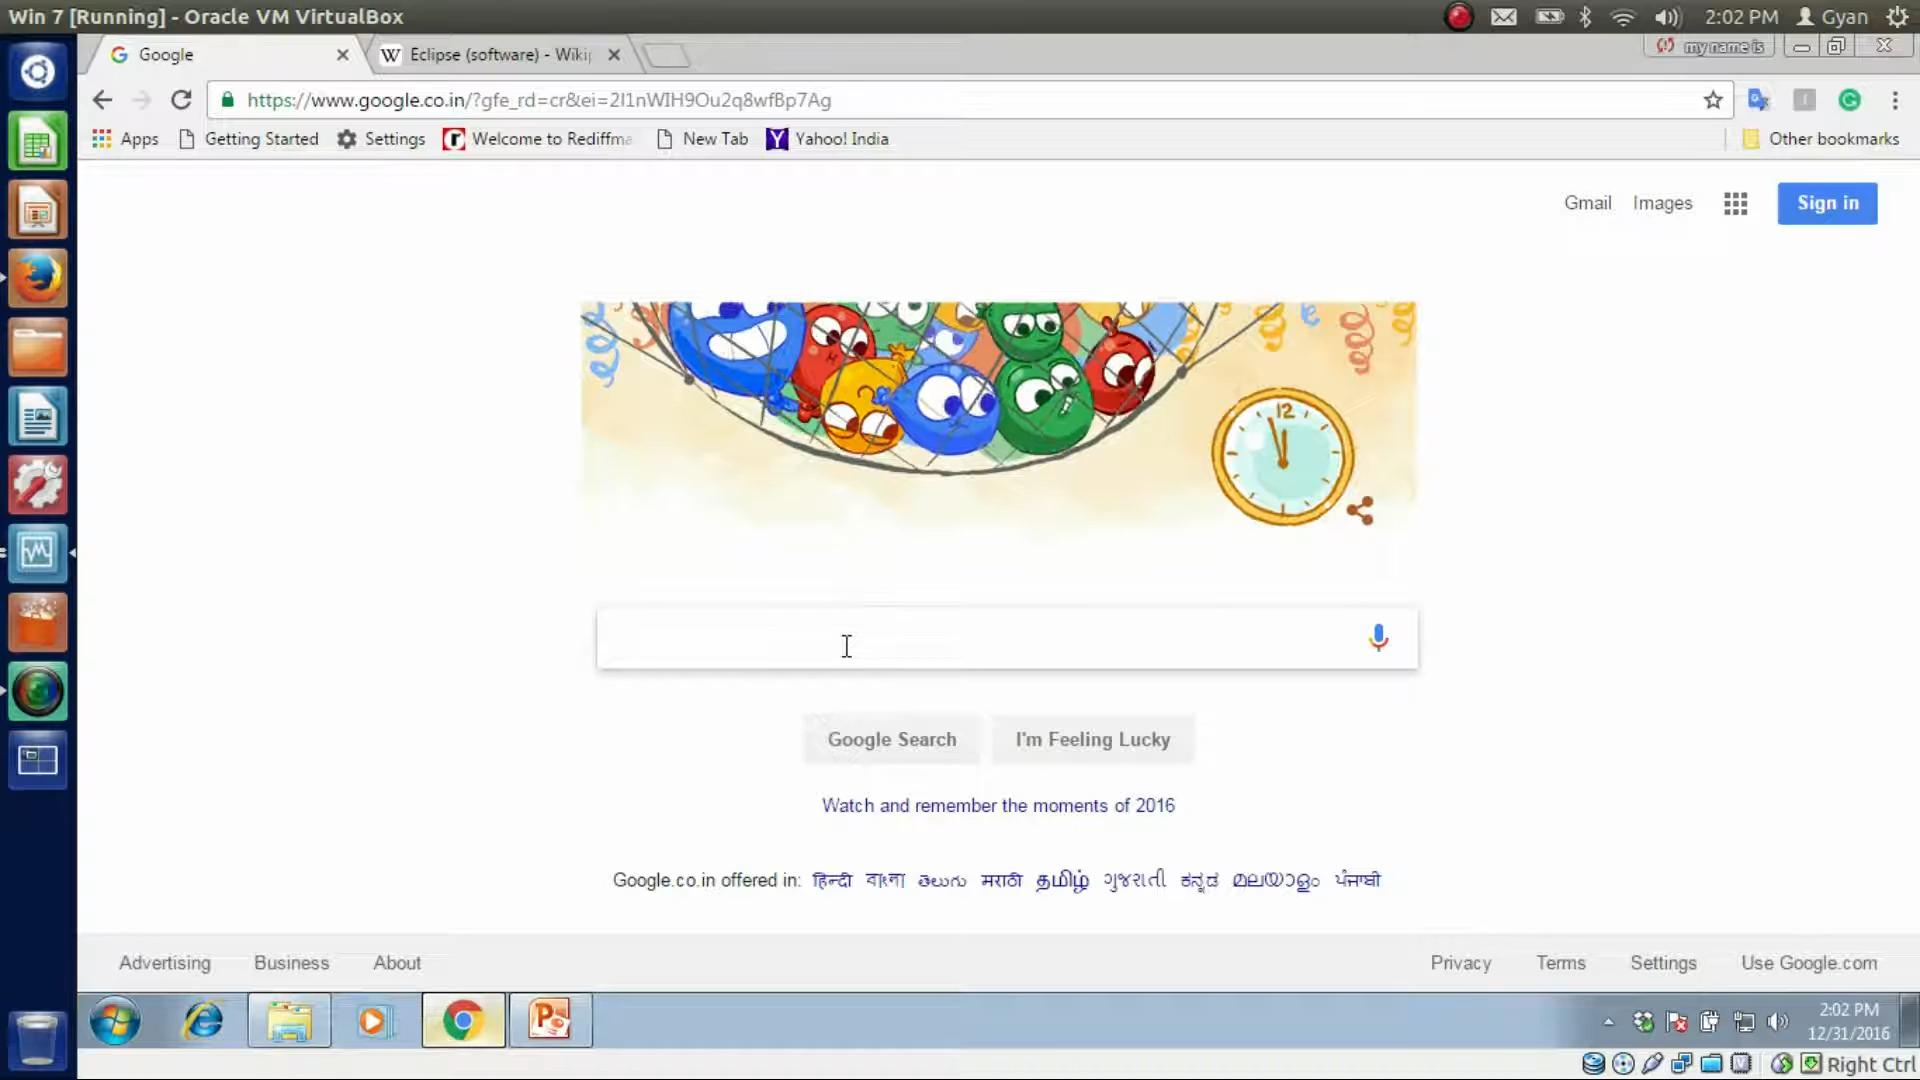 Win 7 [Running] - Oracle VM VirtualBox
2:02 PM
Gyan
Google
Eclipse (software) - Wiki
my name is
https://www.google.co.in/?gfe_rd=cr&ei=2I1nWIH9Ou2q8wfBp7Ag
Apps
Getting Started
Settings
Welcome to Rediffma
New Tab
Yahoo! India
Other bookmarks
Gmail
Images
Sign in
12
Google Search
I'm Feeling Lucky
Watch and remember the moments of 2016
Google.co.in offered in: हिन्दी বাংলা తెలుగు मराठी தமிழ் ગુજરાતી ಕನ್ನಡ മലയാളം ਪੰਜਾਬੀ
Advertising
Business
About
Privacy
Terms
Settings
Use Google.com
2:02 PM
12/31/2016
Right Ctrl